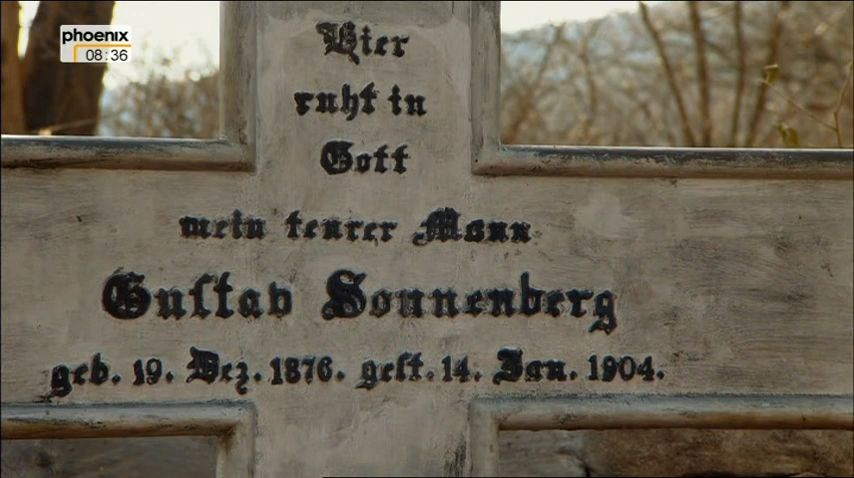 phoenix
08:36
Hier
ruht in
Gott
mein teurer Mann
Gustav Sonnenberg
geb. 19. Dez. 1876. gest. 14. Jan. 1904.